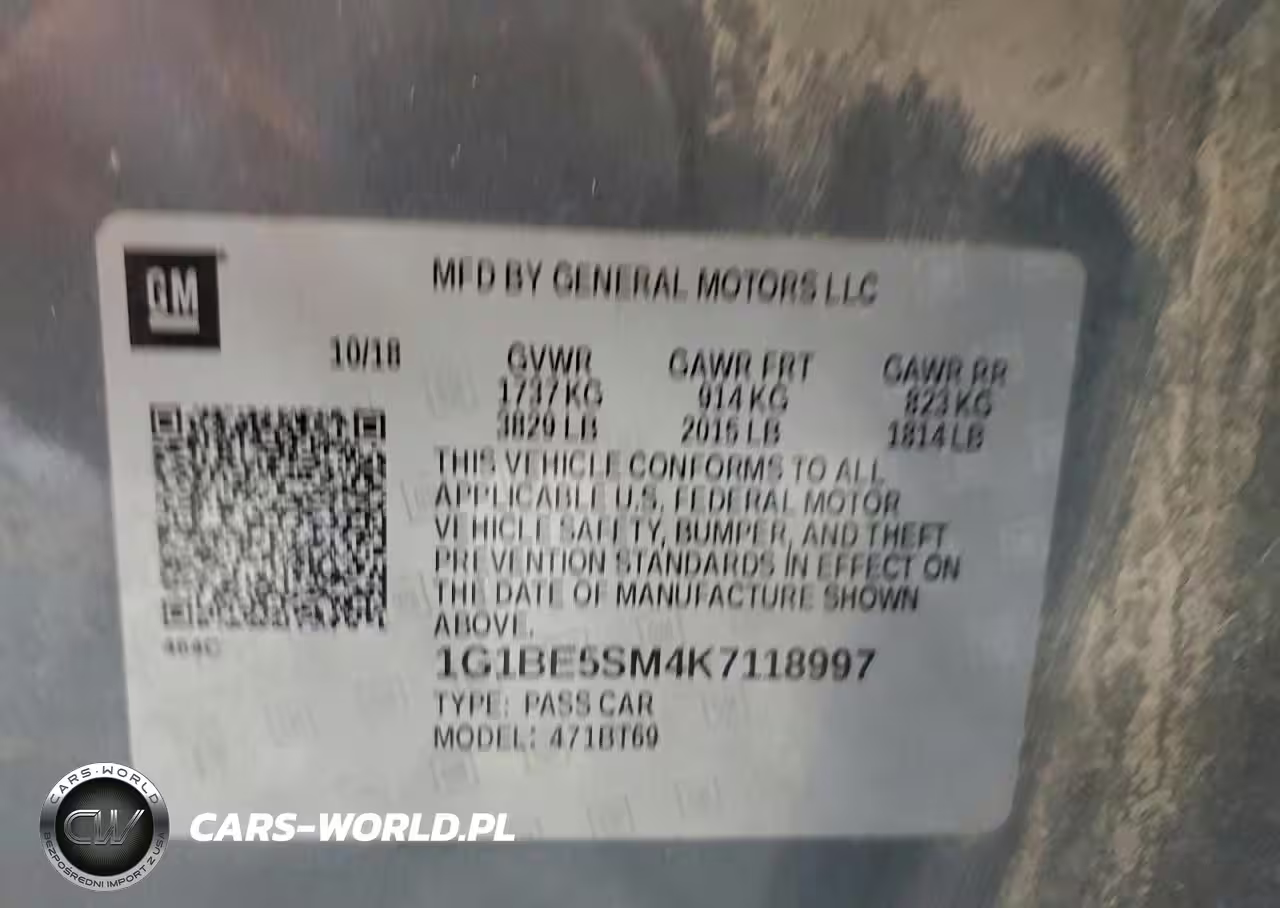 GM
MFD BY GENERAL MOTORS LLC
10/18 GVWR GAWR FRT GAWR RR
1737 KG 914 KG 823 KG
3829 LB 2015 LB 1814 LB
THIS VEHICLE CONFORMS TO ALL
APPLICABLE U.S. FEDERAL MOTOR
VEHICLE SAFETY, BUMPER, AND THEFT
PREVENTION STANDARDS IN EFFECT ON
THE DATE OF MANUFACTURE SHOWN
ABOVE.
1G1BE5SM4K7118997
TYPE: PASS CAR
MODEL: 471BT69
CARS-WORLD
CW
BEZPOŚREDNI IMPORT Z USA
CARS-WORLD.PL